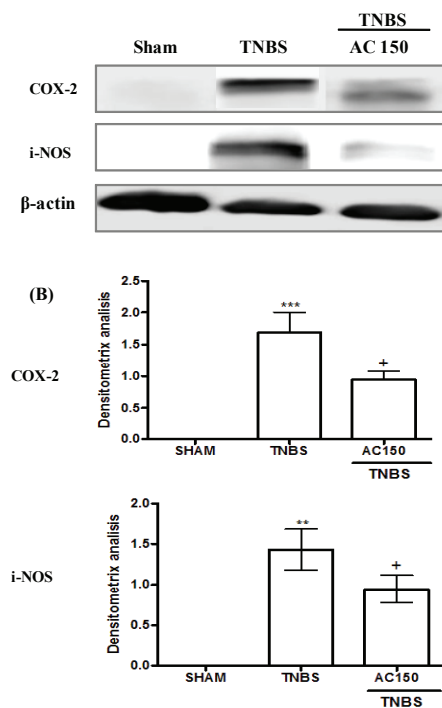 TNBS
Sham TNBS AC 150
COX-2
i-NOS
β-actin
(B)
COX-2
Densitometrix analisis
2.5
2.0
1.5
1.0
0.5
0.0
***
+
SHAM TNBS AC150
TNBS
i-NOS
Densitometrix analisis
2.0
1.5
1.0
0.5
0.0
**
+
SHAM TNBS AC150
TNBS